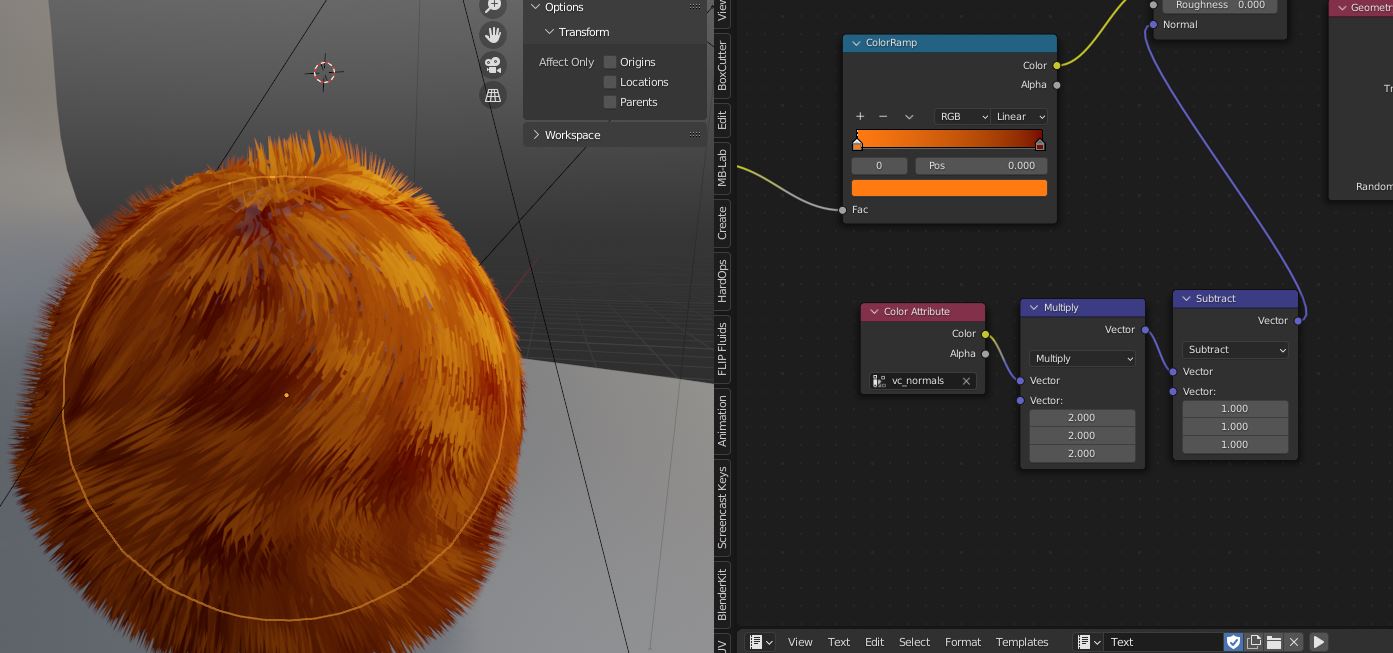 Options
Transform
Affect Only
Origins
Locations
Parents
Workspace
View
BoxCutter
Edit
MB-Lab
Create
HardOps
FLIP Fluids
Animation
Screencast Keys
BlenderKit
UV
Roughness 0.000
Normal
ColorRamp
Color
Alpha
+ −
RGB
Linear
0
Pos 0.000
Fac
Color Attribute
Color
Alpha
vc_normals
Multiply
Vector
Multiply
Vector
Vector:
2.000
2.000
2.000
Subtract
Vector
Subtract
Vector
Vector:
1.000
1.000
1.000
Geometr
Tr
Random
View Text Edit Select Format Templates Text